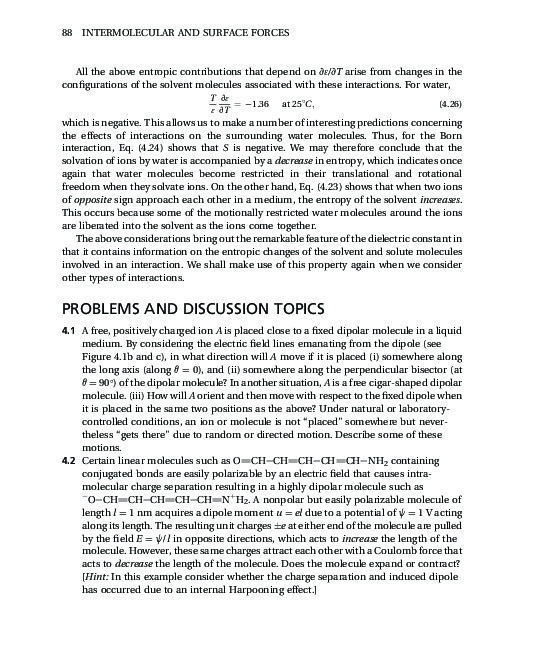 88 INTERMOLECULAR AND SURFACE FORCES
All the above entropic contributions that depend on ∂ε/∂T arise from changes in the
configurations of the solvent molecules associated with these interactions. For water,
T/ε ∂ε/∂T = −1.36 at 25°C, (4.26)
which is negative. This allows us to make a number of interesting predictions concerning
the effects of interactions on the surrounding water molecules. Thus, for the Born
interaction, Eq. (4.24) shows that S is negative. We may therefore conclude that the
solvation of ions by water is accompanied by a decrease in entropy, which indicates once
again that water molecules become restricted in their translational and rotational
freedom when they solvate ions. On the other hand, Eq. (4.23) shows that when two ions
of opposite sign approach each other in a medium, the entropy of the solvent increases.
This occurs because some of the motionally restricted water molecules around the ions
are liberated into the solvent as the ions come together.
The above considerations bring out the remarkable feature of the dielectric constant in
that it contains information on the entropic changes of the solvent and solute molecules
involved in an interaction. We shall make use of this property again when we consider
other types of interactions.
PROBLEMS AND DISCUSSION TOPICS
4.1 A free, positively charged ion A is placed close to a fixed dipolar molecule in a liquid
medium. By considering the electric field lines emanating from the dipole (see
Figure 4.1b and c), in what direction will A move if it is placed (i) somewhere along
the long axis (along θ = 0), and (ii) somewhere along the perpendicular bisector (at
θ = 90°) of the dipolar molecule? In another situation, A is a free cigar-shaped dipolar
molecule. (iii) How will A orient and then move with respect to the fixed dipole when
it is placed in the same two positions as the above? Under natural or laboratory-
controlled conditions, an ion or molecule is not “placed” somewhere but never-
theless “gets there” due to random or directed motion. Describe some of these
motions.
4.2 Certain linear molecules such as O=CH−CH=CH−CH=CH−NH₂ containing
conjugated bonds are easily polarizable by an electric field that causes intra-
molecular charge separation resulting in a highly dipolar molecule such as
⁻O−CH=CH−CH=CH−CH=N⁺H₂. A nonpolar but easily polarizable molecule of
length l = 1 nm acquires a dipole moment u = el due to a potential of ψ = 1 V acting
along its length. The resulting unit charges ±e at either end of the molecule are pulled
by the field E = ψ/l in opposite directions, which acts to increase the length of the
molecule. However, these same charges attract each other with a Coulomb force that
acts to decrease the length of the molecule. Does the molecule expand or contract?
[Hint: In this example consider whether the charge separation and induced dipole
has occurred due to an internal Harpooning effect.]